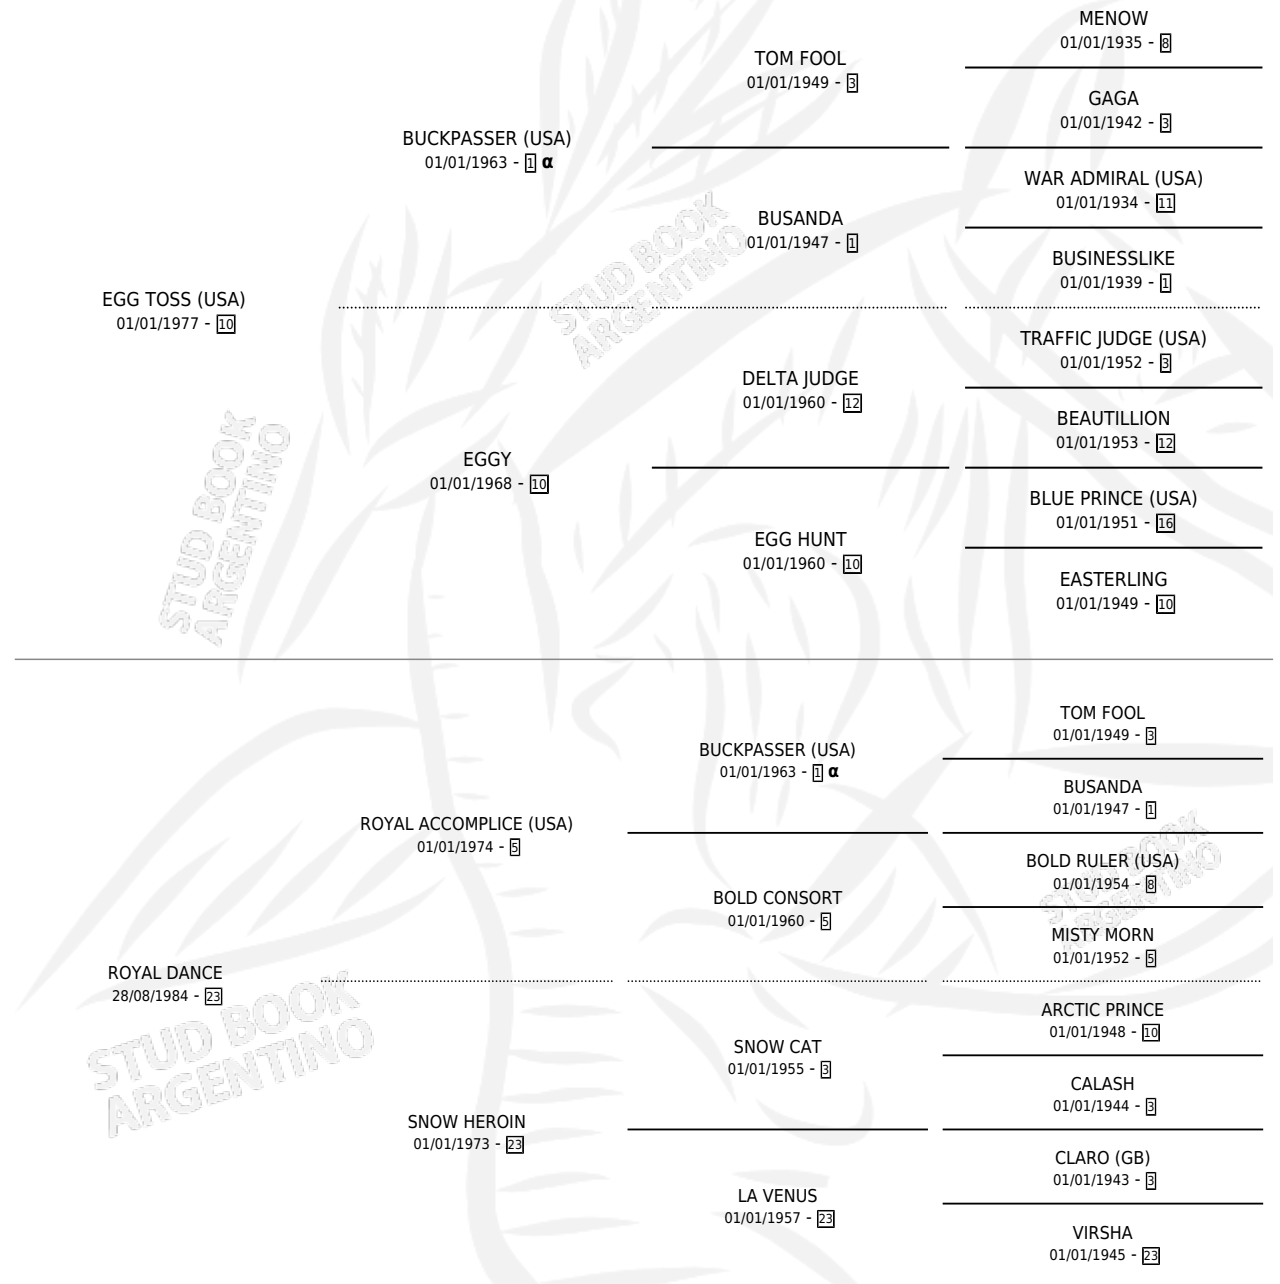 MENOW
01/01/1935 - 8
TOM FOOL
01/01/1949 - 3
GAGA
01/01/1942 - 3
BUCKPASSER (USA)
01/01/1963 - 1 α
WAR ADMIRAL (USA)
01/01/1934 - 11
BUSANDA
01/01/1947 - 1
BUSINESSLIKE
01/01/1939 - 1
EGG TOSS (USA)
01/01/1977 - 10
TRAFFIC JUDGE (USA)
01/01/1952 - 3
DELTA JUDGE
01/01/1960 - 12
BEAUTILLION
01/01/1953 - 12
EGGY
01/01/1968 - 10
BLUE PRINCE (USA)
01/01/1951 - 16
EGG HUNT
01/01/1960 - 10
EASTERLING
01/01/1949 - 10
STUD BOOK
ARGENTINO
STUD BOOK
ARGENTINO
TOM FOOL
01/01/1949 - 3
BUCKPASSER (USA)
01/01/1963 - 1 α
BUSANDA
01/01/1947 - 1
ROYAL ACCOMPLICE (USA)
01/01/1974 - 5
BOLD RULER (USA)
01/01/1954 - 8
BOLD CONSORT
01/01/1960 - 5
MISTY MORN
01/01/1952 - 5
ROYAL DANCE
28/08/1984 - 23
ARCTIC PRINCE
01/01/1948 - 10
SNOW CAT
01/01/1955 - 3
CALASH
01/01/1944 - 3
SNOW HEROIN
01/01/1973 - 23
CLARO (GB)
01/01/1943 - 3
LA VENUS
01/01/1957 - 23
VIRSHA
01/01/1945 - 23
STUD BOOK
ARGENTINO
STUD BOOK
ARGENTINO